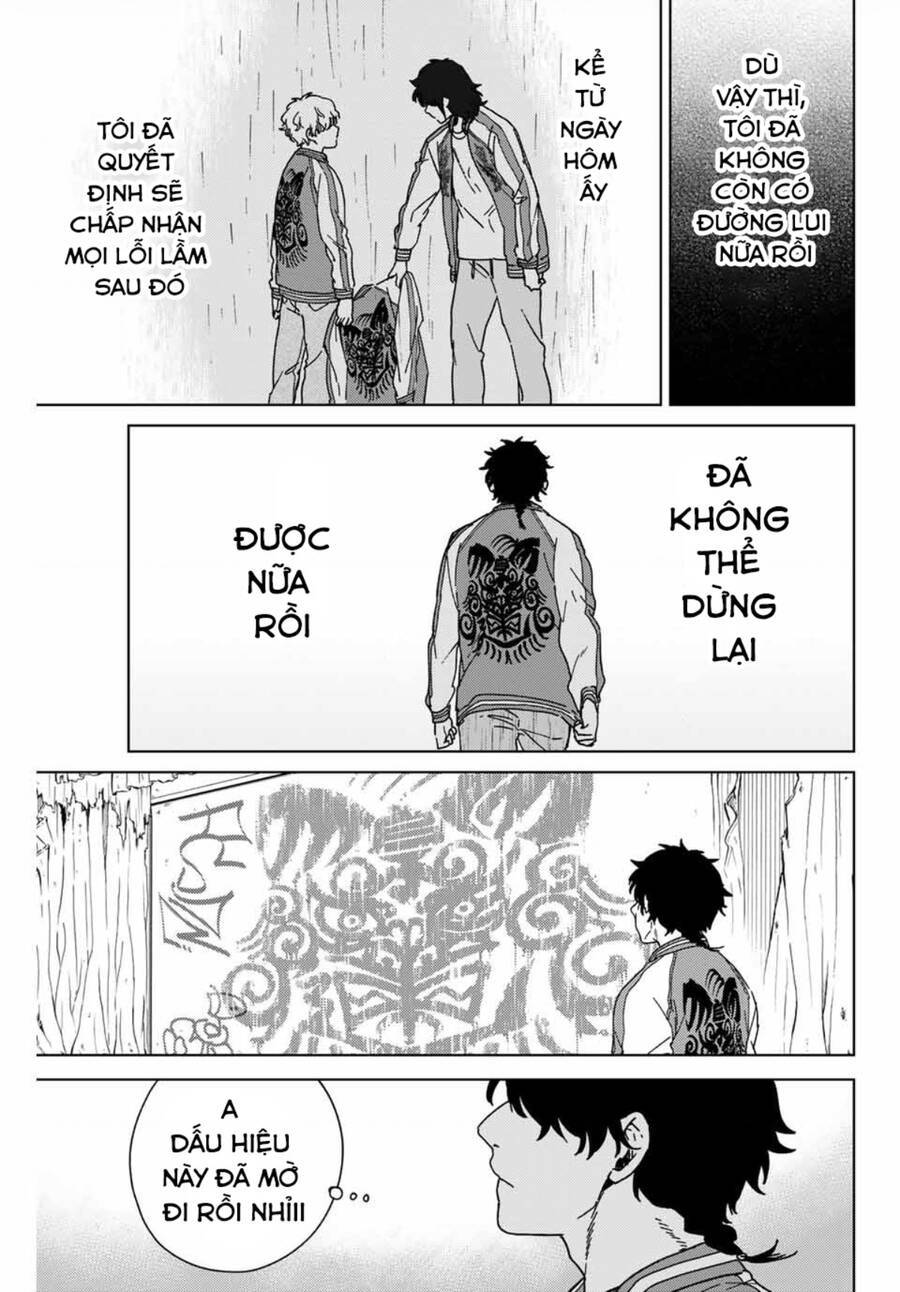 DÙ
VẬY THÌ,
TÔI ĐÃ
KHÔNG
CÒN CÓ
ĐƯỜNG LUI
NỮA RỒI
KỂ
TỪ
NGÀY
HÔM
ẤY
TÔI ĐÃ
QUYẾT
ĐỊNH SẼ
CHẤP NHẬN
MỌI LỖI LẦM
SAU ĐÓ
ĐÃ
KHÔNG
THỂ
DỪNG
LẠI
ĐƯỢC
NỮA
RỒI
A
DẤU HIỆU
NÀY ĐÃ MỜ
ĐI RỒI NHỈII